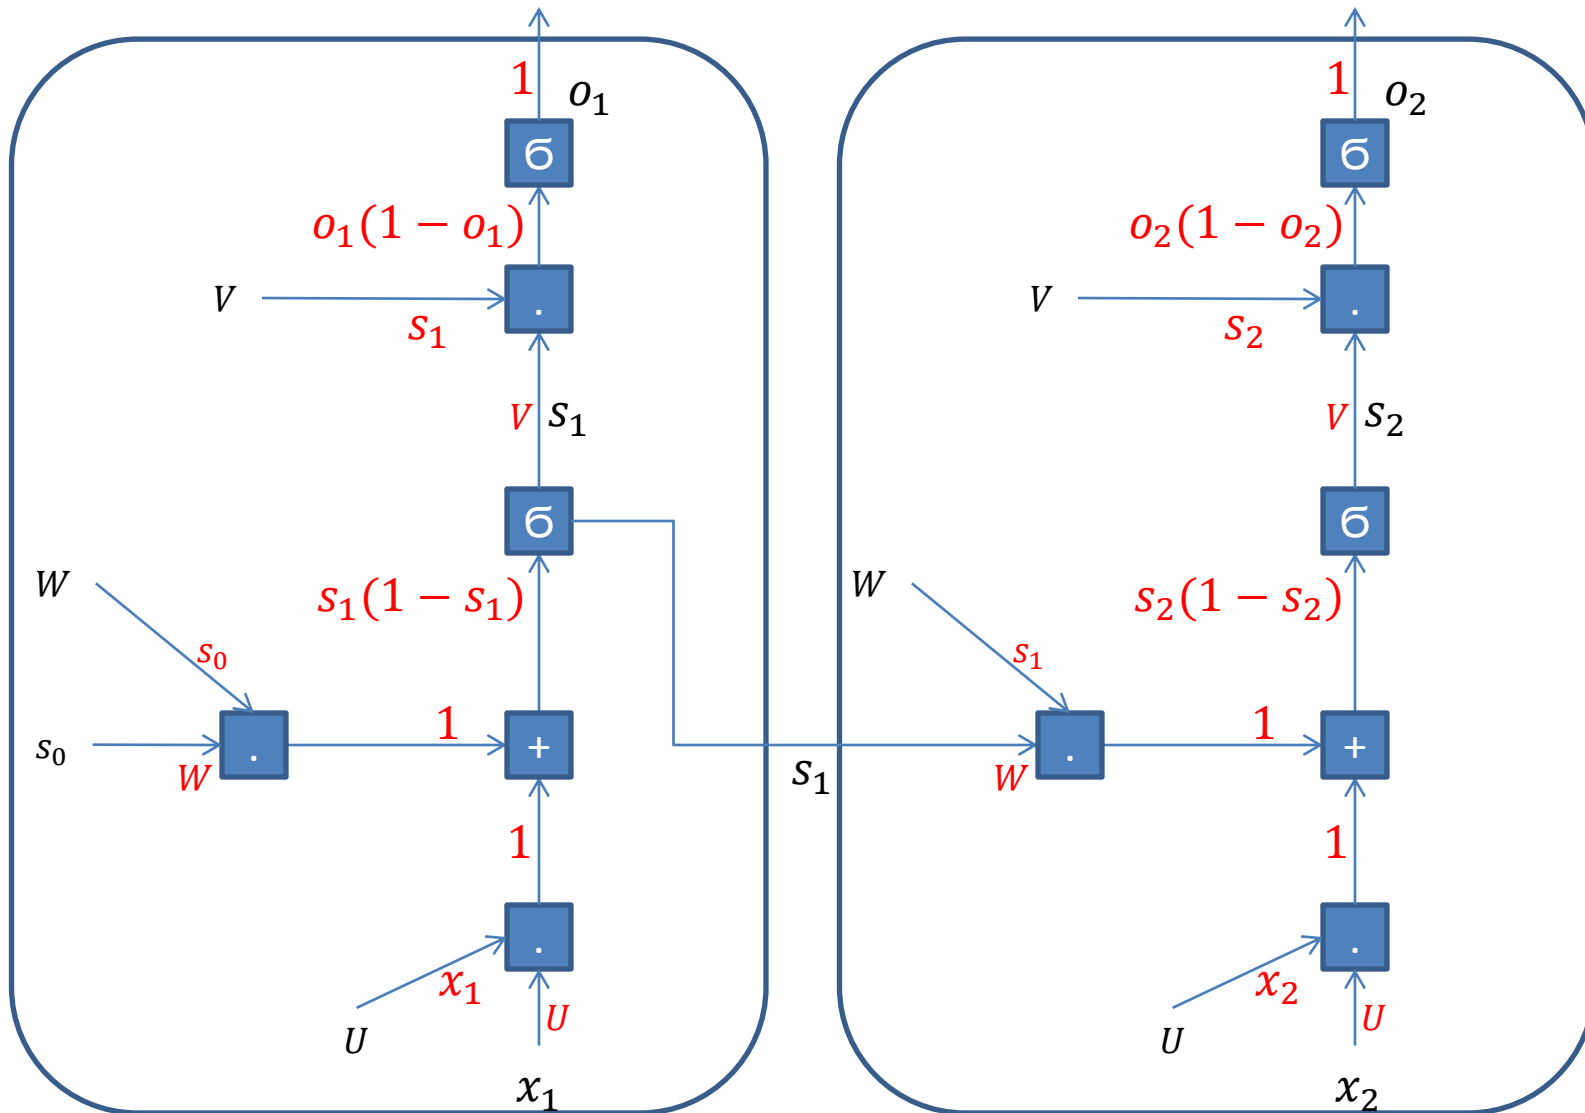 1 o₁
б
o₁(1 − o₁)
V
s₁
.
V s₁
б
W
s₁(1 − s₁)
s₀
s₀
W
.
1
+
1
.
x₁
U
U
x₁
s₁
1 o₂
б
o₂(1 − o₂)
V
s₂
.
V s₂
б
W
s₂(1 − s₂)
s₁
W
.
1
+
1
.
x₂
U
U
x₂